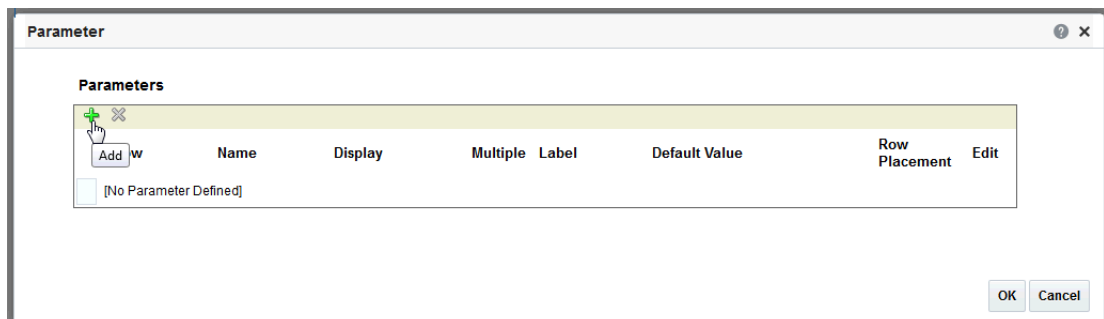 Parameter
Parameters
Add w Name Display Multiple Label Default Value Row Placement Edit
[No Parameter Defined]
OK Cancel